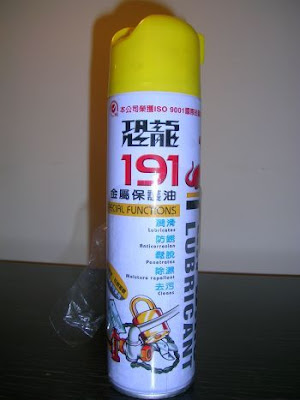 本公司榮獲ISO 9001國際
恐龍
191
金屬保護油
SPECIAL FUNCTIONS
潤滑
Lubricates
防銹
Anticorrosion
鬆脫
Penetrates
除濕
Moisture repellent
去污
Cleans
LUBRICANT